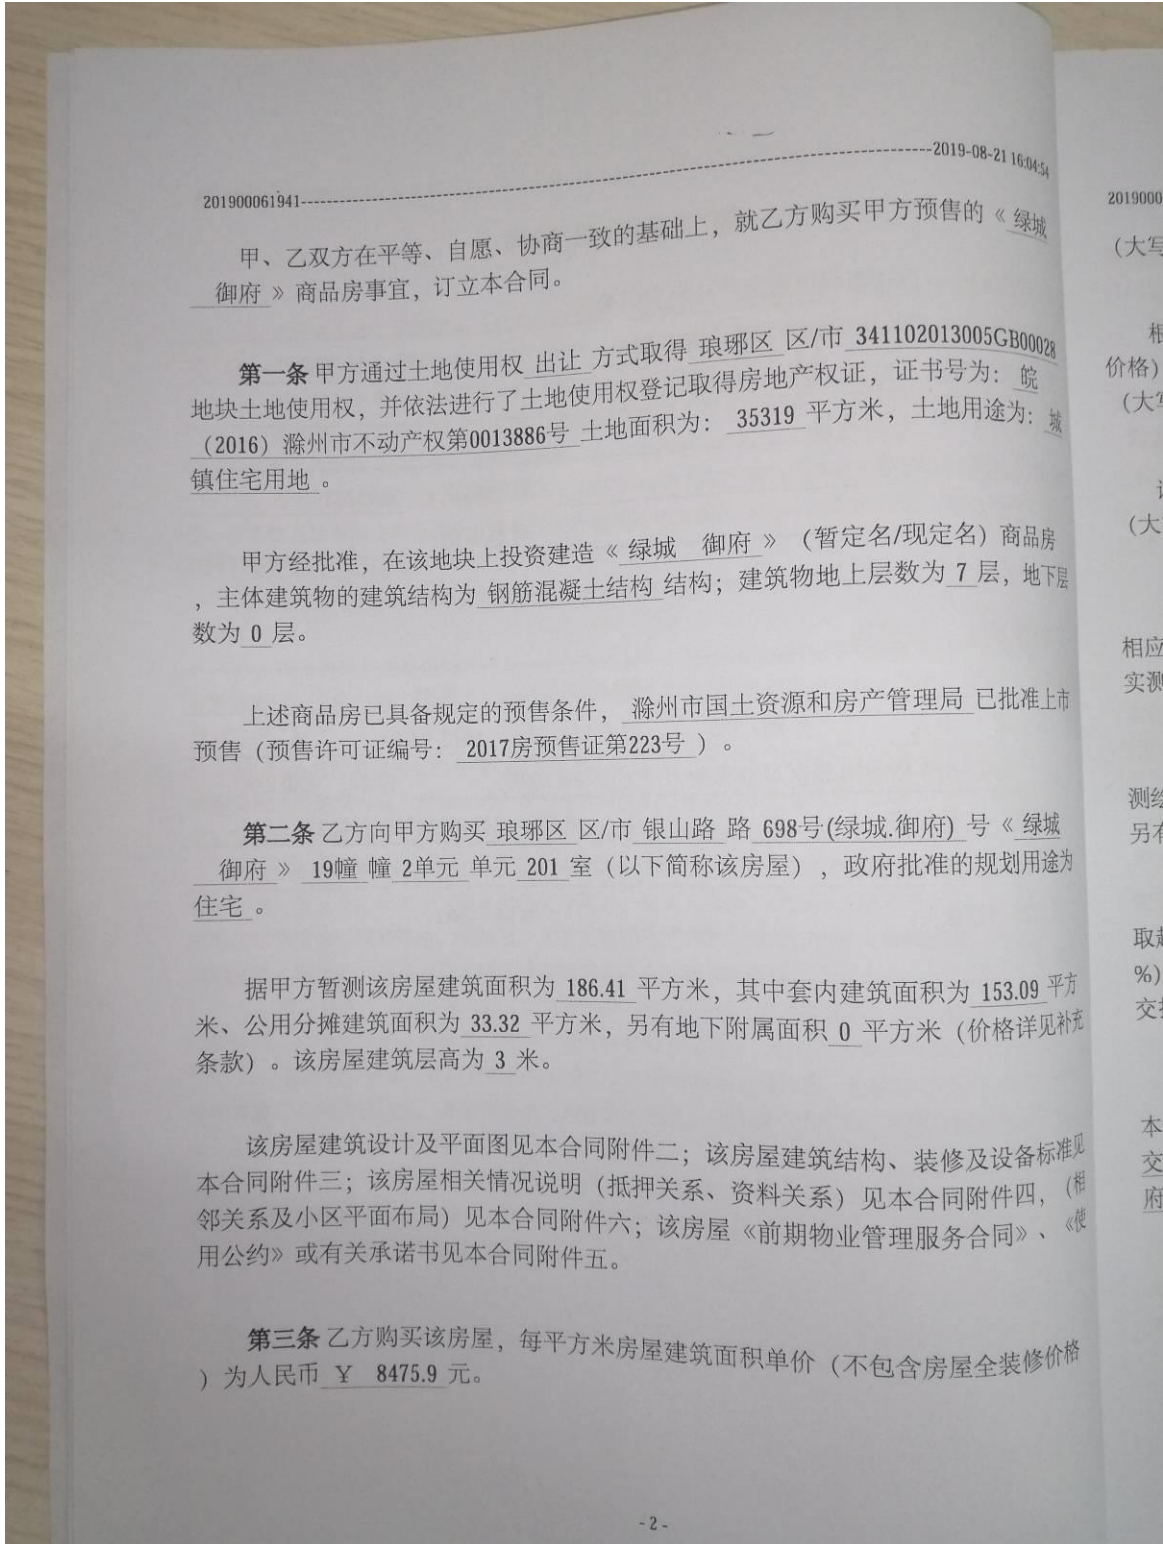 201900061941--------------------2019-08-21 16:04:54
甲、乙双方在平等、自愿、协商一致的基础上，就乙方购买甲方预售的《 绿城
御府 》商品房事宜，订立本合同。
第一条 甲方通过土地使用权 出让 方式取得 琅琊区 区/市 341102013005GB00028
地块土地使用权，并依法进行了土地使用权登记取得房地产权证，证书号为： 皖
（2016）滁州市不动产权第0013886号 土地面积为： 35319 平方米，土地用途为： 城
镇住宅用地 。
甲方经批准，在该地块上投资建造《 绿城 御府 》（暂定名/现定名）商品房
，主体建筑物的建筑结构为 钢筋混凝土结构 结构；建筑物地上层数为 7 层，地下层
数为 0 层。
上述商品房已具备规定的预售条件， 滁州市国土资源和房产管理局 已批准上市
预售（预售许可证编号： 2017房预售证第223号 ）。
第二条 乙方向甲方购买 琅琊区 区/市 银山路 路 698号(绿城.御府) 号《 绿城
御府 》 19幢 幢 2单元 单元 201 室（以下简称该房屋），政府批准的规划用途为
住宅 。
据甲方暂测该房屋建筑面积为 186.41 平方米，其中套内建筑面积为 153.09 平方
米、公用分摊建筑面积为 33.32 平方米，另有地下附属面积 0 平方米（价格详见补充
条款）。该房屋建筑层高为 3 米。
该房屋建筑设计及平面图见本合同附件二；该房屋建筑结构、装修及设备标准见
本合同附件三；该房屋相关情况说明（抵押关系、资料关系）见本合同附件四，（相
邻关系及小区平面布局）见本合同附件六；该房屋《前期物业管理服务合同》、《使
用公约》或有关承诺书见本合同附件五。
第三条 乙方购买该房屋，每平方米房屋建筑面积单价（不包含房屋全装修价格
）为人民币 ￥ 8475.9 元。
- 2 -
2019000
（大写
价格）
（大
相应
实测
%)
本
交
府